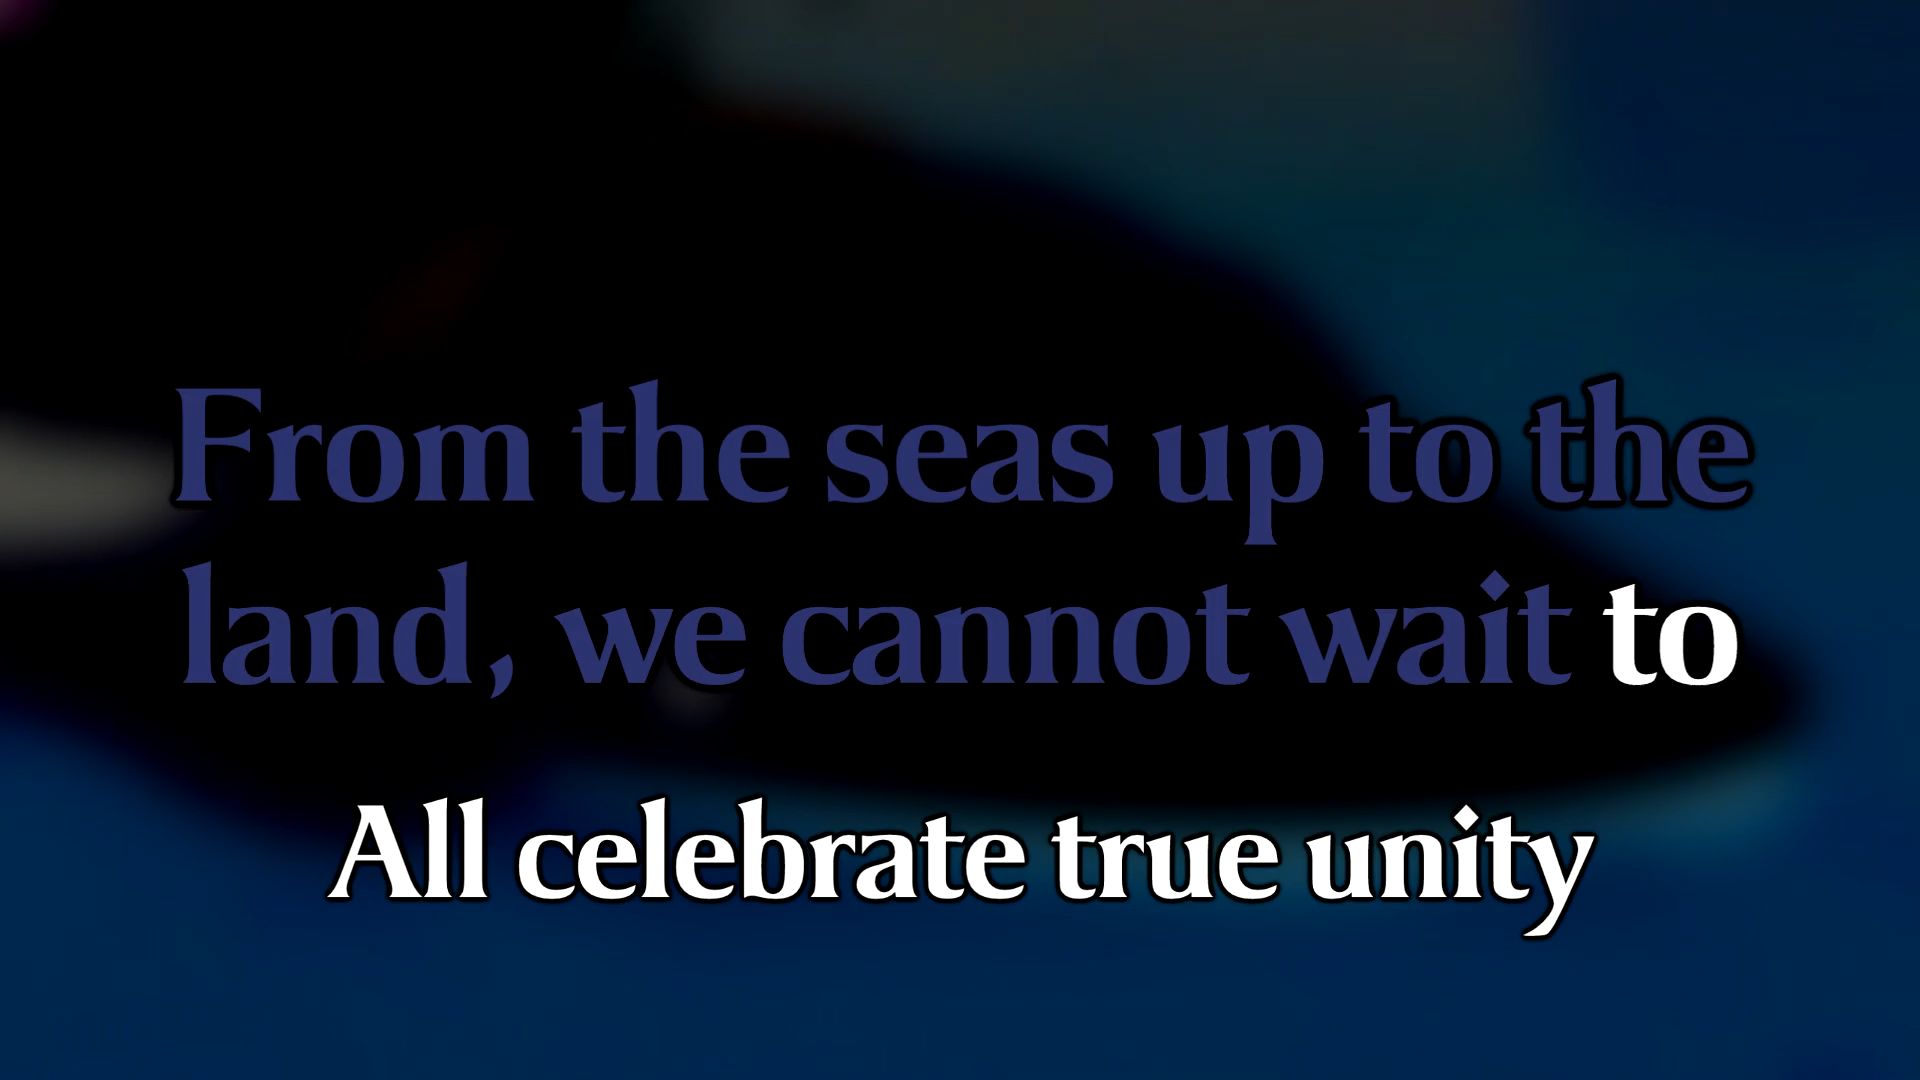 From the seas up to the
land, we cannot wait to
All celebrate true unity